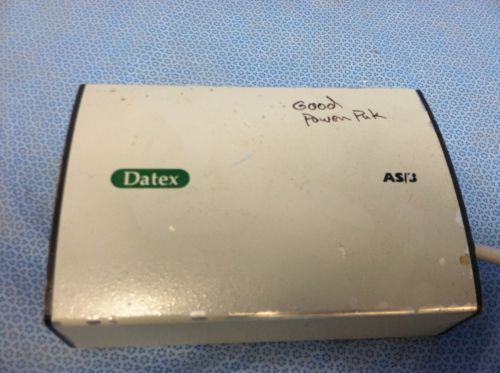 Good
Power Pak
Datex
AS/3